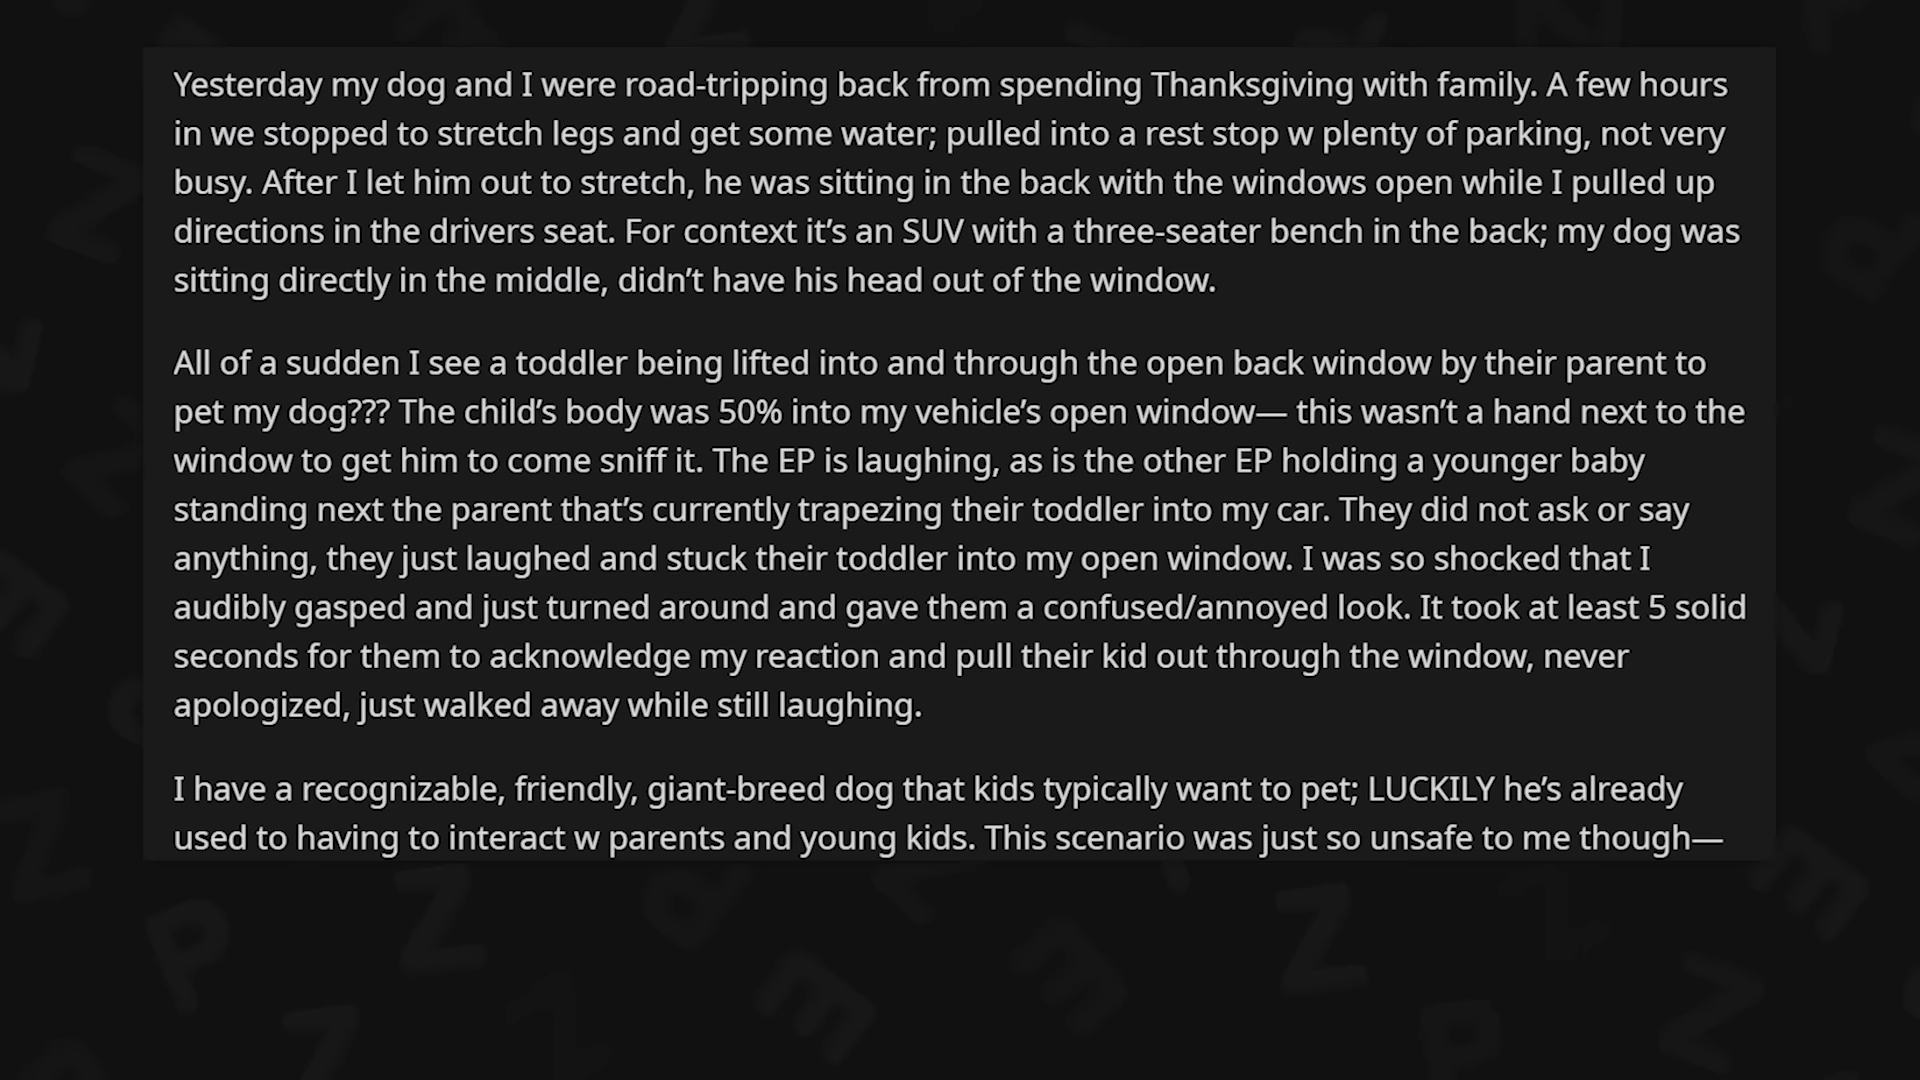 Yesterday my dog and I were road-tripping back from spending Thanksgiving with family. A few hours
in we stopped to stretch legs and get some water; pulled into a rest stop w plenty of parking, not very
busy. After I let him out to stretch, he was sitting in the back with the windows open while I pulled up
directions in the drivers seat. For context it’s an SUV with a three-seater bench in the back; my dog was
sitting directly in the middle, didn’t have his head out of the window.
All of a sudden I see a toddler being lifted into and through the open back window by their parent to
pet my dog??? The child’s body was 50% into my vehicle’s open window— this wasn’t a hand next to the
window to get him to come sniff it. The EP is laughing, as is the other EP holding a younger baby
standing next the parent that’s currently trapezing their toddler into my car. They did not ask or say
anything, they just laughed and stuck their toddler into my open window. I was so shocked that I
audibly gasped and just turned around and gave them a confused/annoyed look. It took at least 5 solid
seconds for them to acknowledge my reaction and pull their kid out through the window, never
apologized, just walked away while still laughing.
I have a recognizable, friendly, giant-breed dog that kids typically want to pet; LUCKILY he’s already
used to having to interact w parents and young kids. This scenario was just so unsafe to me though—